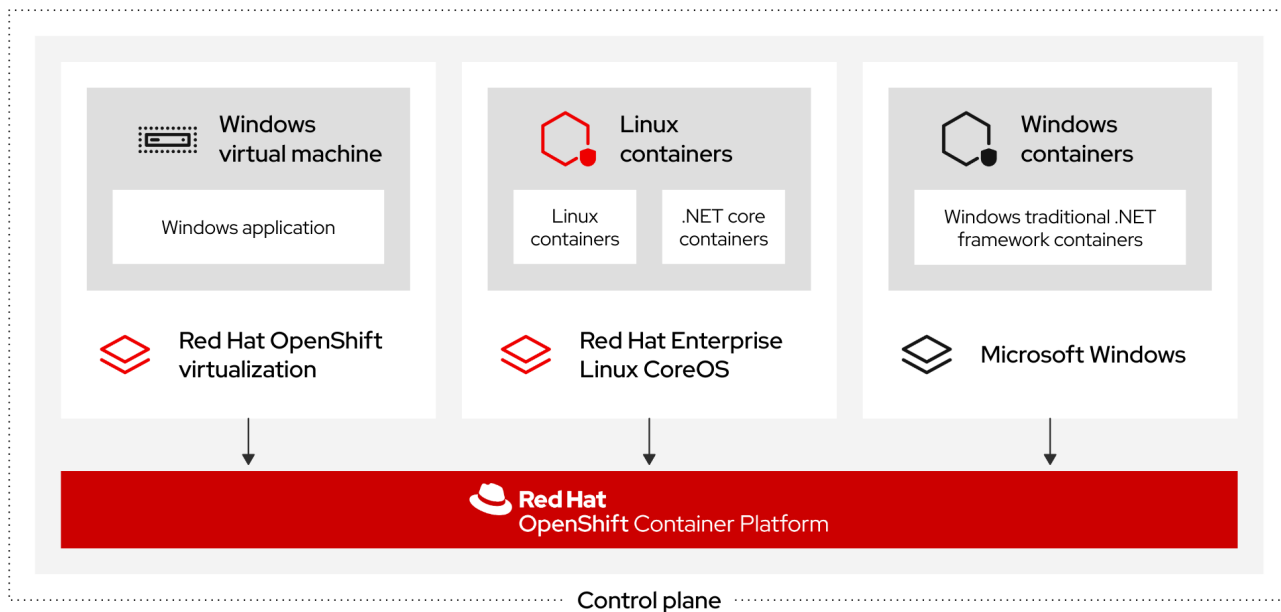 Windows
virtual machine
Windows application
Red Hat OpenShift
virtualization
Linux
containers
Linux
containers
.NET core
containers
Red Hat Enterprise
Linux CoreOS
Windows
containers
Windows traditional .NET
framework containers
Microsoft Windows
Red Hat
OpenShift Container Platform
Control plane